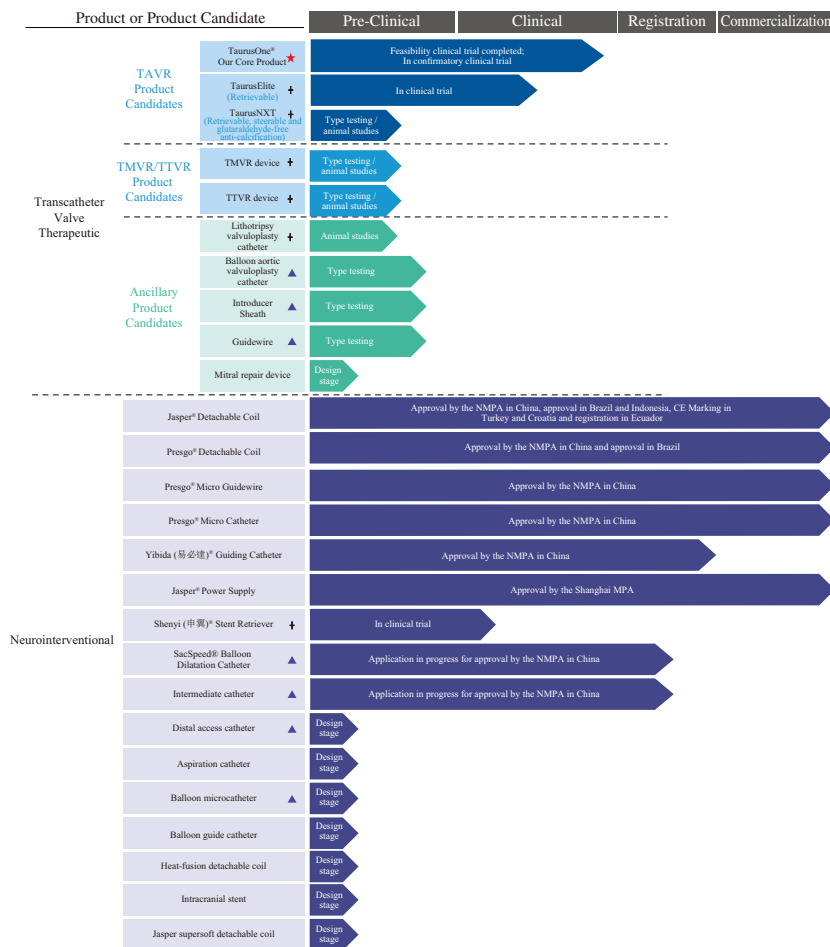 Product or Product Candidate
Pre-Clinical
Clinical
Registration
Commercialization
Transcatheter
Valve
Therapeutic
TAVR
Product
Candidates
TaurusOne®
Our Core Product
Feasibility clinical trial completed;
In confirmatory clinical trial
TaurusElite
(Retrievable)
In clinical trial
TaurusNXT
(Retrievable, steerable and
glutaraldehyde-free
anti-calcification)
Type testing /
animal studies
TMVR/TTVR
Product
Candidates
TMVR device
Type testing /
animal studies
TTVR device
Type testing /
animal studies
Ancillary
Product
Candidates
Lithotripsy
valvuloplasty
catheter
Animal studies
Balloon aortic
valvuloplasty
catheter
Type testing
Introducer
Sheath
Type testing
Guidewire
Type testing
Mitral repair device
Design
stage
Neurointerventional
Jasper® Detachable Coil
Approval by the NMPA in China, approval in Brazil and Indonesia, CE Marking in
Turkey and Croatia and registration in Ecuador
Presgo® Detachable Coil
Approval by the NMPA in China and approval in Brazil
Presgo® Micro Guidewire
Approval by the NMPA in China
Presgo® Micro Catheter
Approval by the NMPA in China
Yibida (易必達)® Guiding Catheter
Approval by the NMPA in China
Jasper® Power Supply
Approval by the Shanghai MPA
Shenyi (申翼)® Stent Retriever
In clinical trial
SacSpeed® Balloon
Dilatation Catheter
Application in progress for approval by the NMPA in China
Intermediate catheter
Application in progress for approval by the NMPA in China
Distal access catheter
Design
stage
Aspiration catheter
Design
stage
Balloon microcatheter
Design
stage
Balloon guide catheter
Design
stage
Heat-fusion detachable coil
Design
stage
Intracranial stent
Design
stage
Jasper supersoft detachable coil
Design
stage